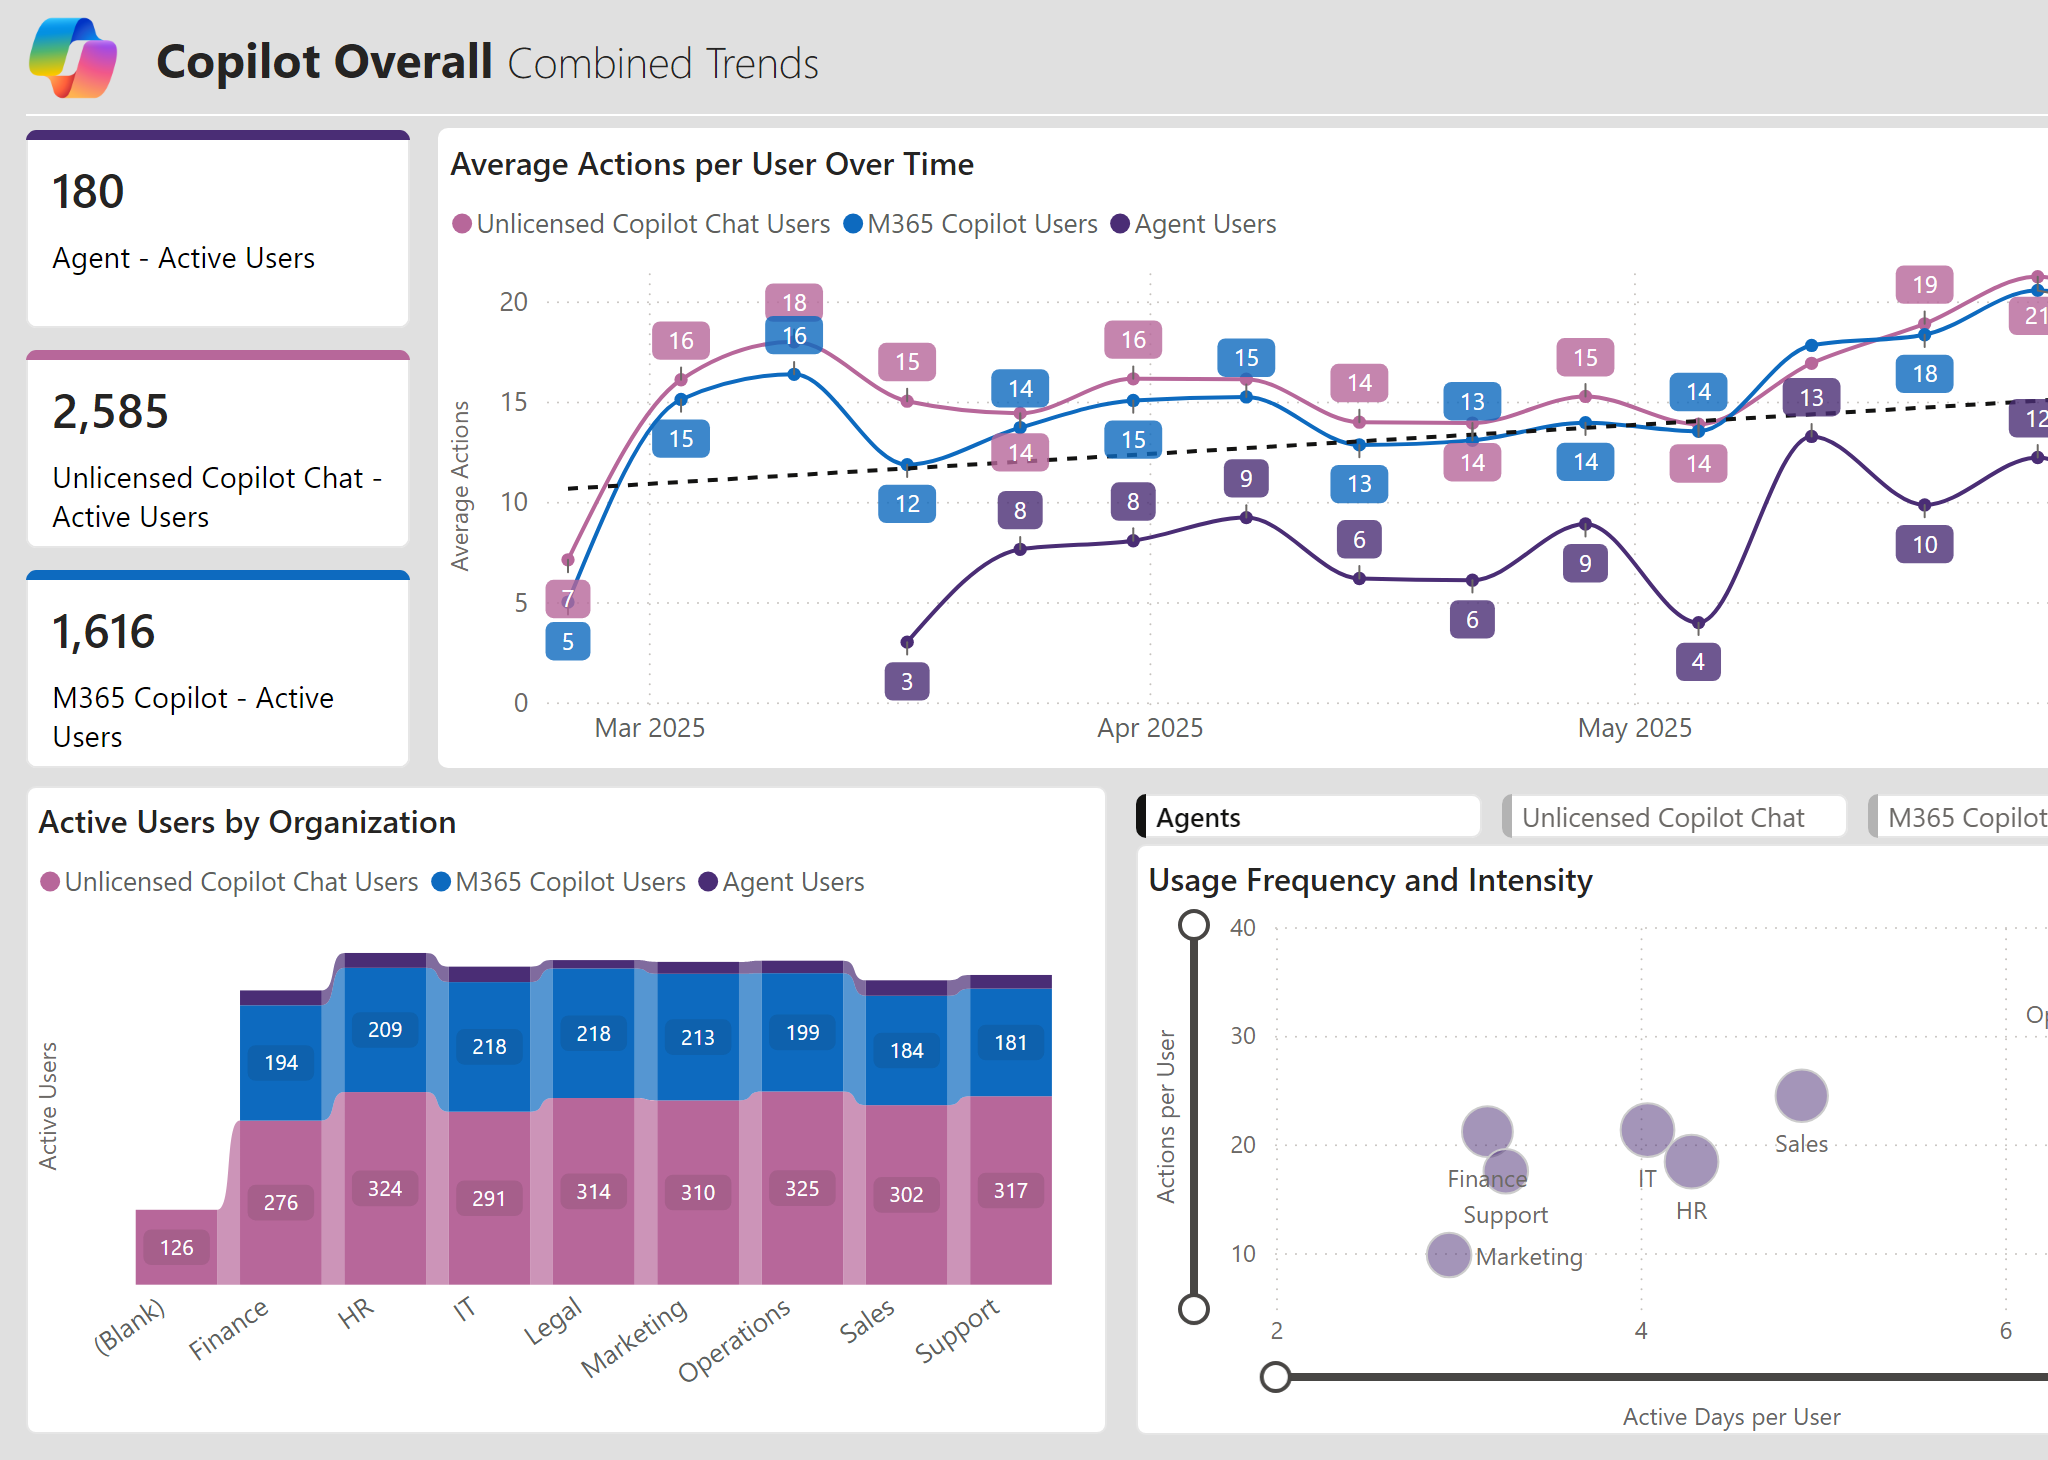 Copilot Overall Combined Trends
180
Agent - Active Users
2,585
Unlicensed Copilot Chat -
Active Users
1,616
M365 Copilot - Active
Users
Average Actions per User Over Time
Unlicensed Copilot Chat Users M365 Copilot Users Agent Users
Average Actions
20
15
10
5
0
7
5
16
15
18
16
15
12
3
14
14
8
16
15
8
15
9
14
13
6
13
14
6
15
14
9
14
14
4
13
19
18
10
21
12
Mar 2025
Apr 2025
May 2025
Active Users by Organization
Unlicensed Copilot Chat Users M365 Copilot Users Agent Users
Active Users
194
209
218
218
213
199
184
181
126
276
324
291
314
310
325
302
317
(Blank)
Finance
HR
IT
Legal
Marketing
Operations
Sales
Support
Agents
Unlicensed Copilot Chat
M365 Copilot
Usage Frequency and Intensity
Actions per User
40
30
20
10
Op
Sales
Finance
IT
HR
Support
Marketing
2
4
6
Active Days per User